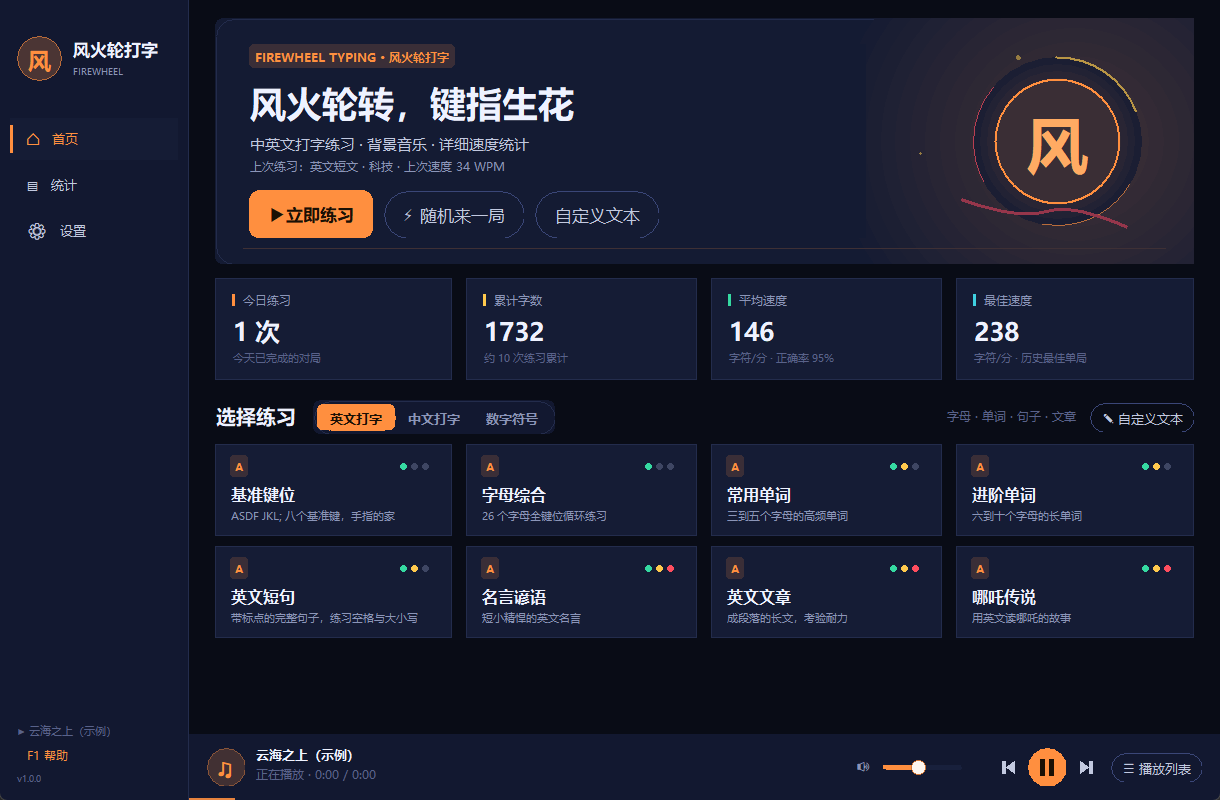 风
风火轮打字
FIREWHEEL
首页
统计
设置
FIREWHEEL TYPING · 风火轮打字
风火轮转，键指生花
中英文打字练习 · 背景音乐 · 详细速度统计
上次练习：英文短文 · 科技 · 上次速度 34 WPM
▶立即练习
⚡ 随机来一局
自定义文本
风
今日练习
1 次
今天已完成的对局
累计字数
1732
约 10 次练习累计
平均速度
146
字符/分 · 正确率 95%
最佳速度
238
字符/分 · 历史最佳单局
选择练习
英文打字
中文打字
数字符号
字母 · 单词 · 句子 · 文章
自定义文本
A
基准键位
ASDF JKL; 八个基准键，手指的家
A
字母综合
26 个字母全键位循环练习
A
常用单词
三到五个字母的高频单词
A
进阶单词
六到十个字母的长单词
A
英文短句
带标点的完整句子，练习空格与大小写
A
名言谚语
短小精悍的英文名言
A
英文文章
成段落的长文，考验耐力
A
哪吒传说
用英文读哪吒的故事
▸ 云海之上（示例）
F1 帮助
v1.0.0
云海之上（示例）
正在播放 · 0:00 / 0:00
☰ 播放列表